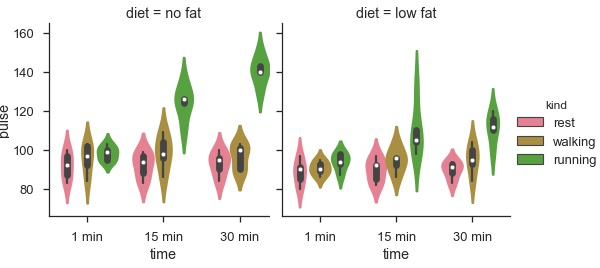 diet = no fat
diet = low fat
160
140
120
100
80
pulse
1 min
15 min
30 min
time
1 min
15 min
30 min
time
kind
rest
walking
running